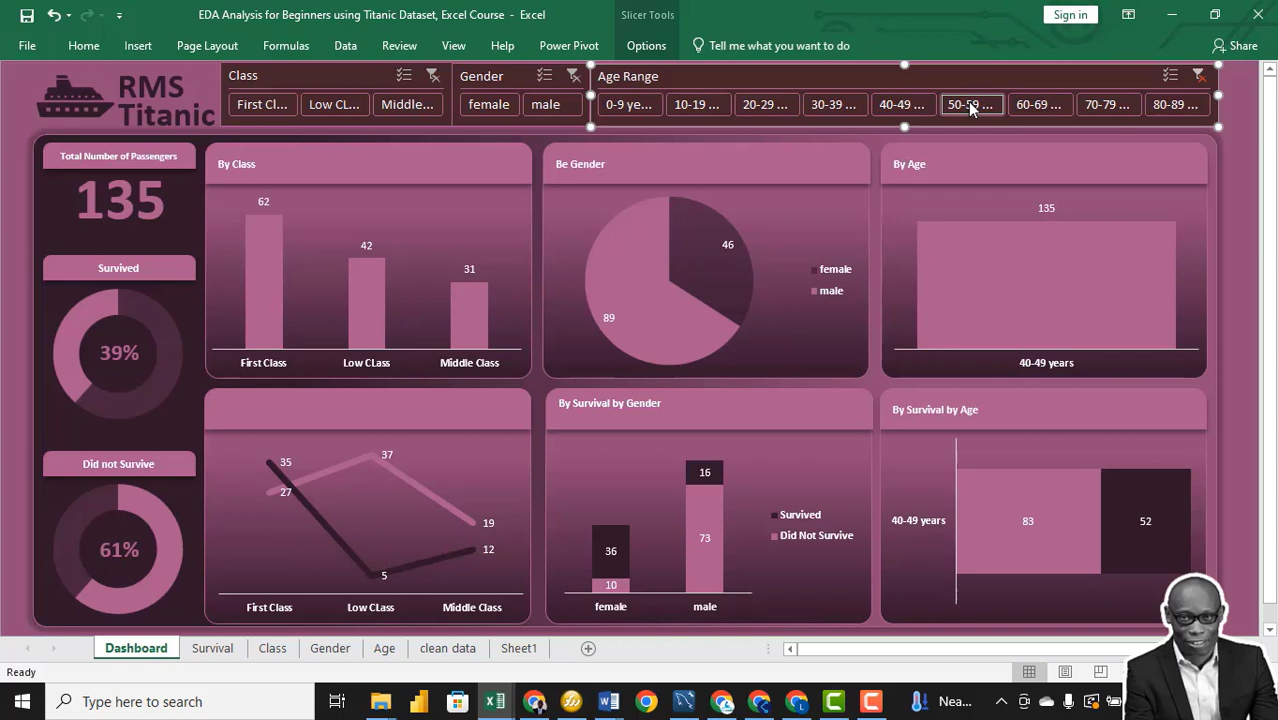 EDA Analysis for Beginners using Titanic Dataset, Excel Course - Excel
Slicer Tools
Sign in
File Home Insert Page Layout Formulas Data Review View Help Power Pivot Options Tell me what you want to do Share
RMS
Titanic
Class
First Cl... Low CL... Middle...
Gender
female male
Age Range
0-9 ye... 10-19 ... 20-29 ... 30-39 ... 40-49 ... 50-59 ... 60-69 ... 70-79 ... 80-89 ...
Total Number of Passengers
135
Survived
39%
Did not Survive
61%
By Class
62
42
31
First Class Low CLass Middle Class
Be Gender
46
89
female
male
By Age
135
40-49 years
35
27
37
5
19
12
First Class Low CLass Middle Class
By Survival by Gender
36
10
16
73
female male
Survived
Did Not Survive
By Survival by Age
40-49 years
83 52
Dashboard Survival Class Gender Age clean data Sheet1
Ready
Type here to search
Nea...